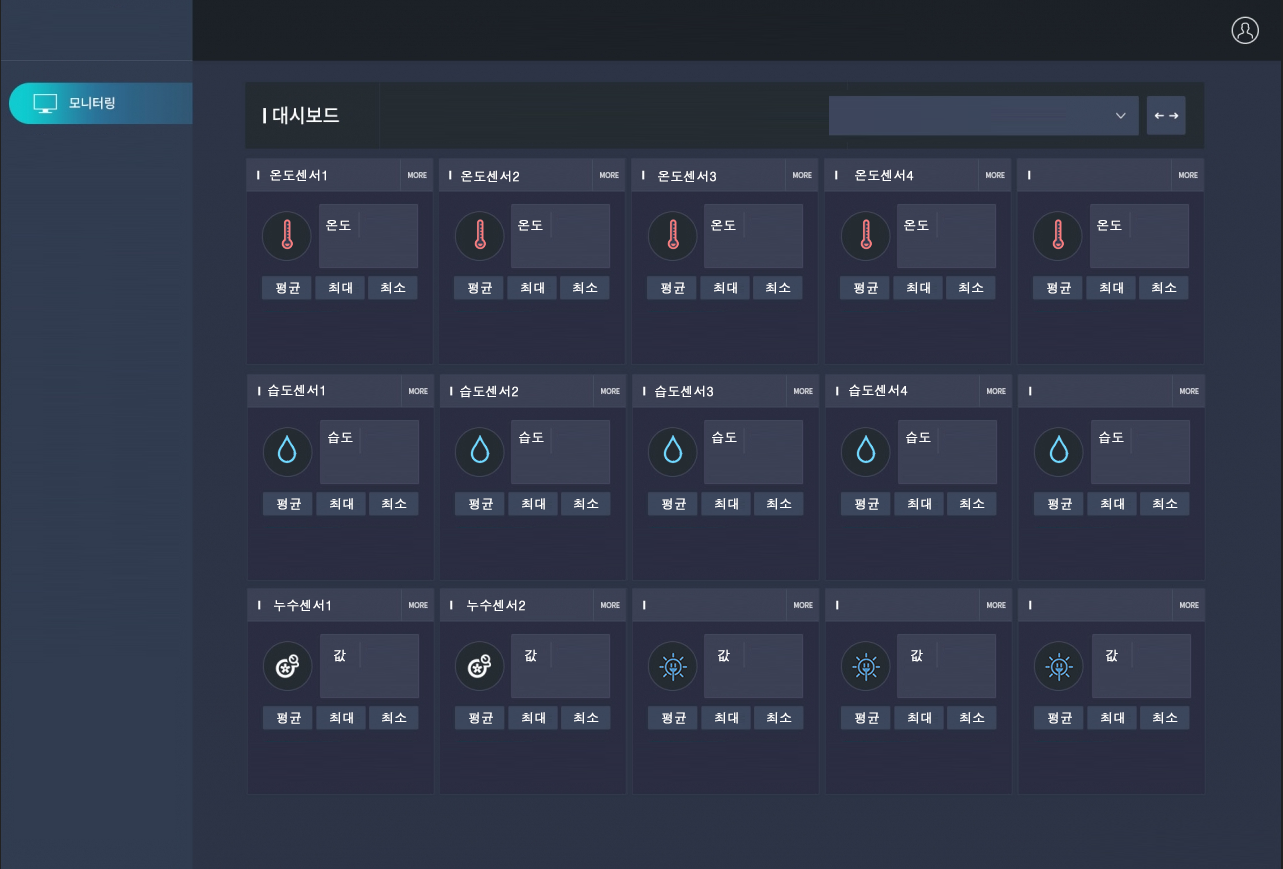 모니터링
대시보드
온도센서1 MORE 온도센서2 MORE 온도센서3 MORE 온도센서4 MORE MORE
온도 온도 온도 온도 온도
평균 최대 최소 평균 최대 최소 평균 최대 최소 평균 최대 최소 평균 최대 최소
습도센서1 MORE 습도센서2 MORE 습도센서3 MORE 습도센서4 MORE MORE
습도 습도 습도 습도 습도
평균 최대 최소 평균 최대 최소 평균 최대 최소 평균 최대 최소 평균 최대 최소
누수센서1 MORE 누수센서2 MORE MORE MORE MORE
값 값 값 값 값
평균 최대 최소 평균 최대 최소 평균 최대 최소 평균 최대 최소 평균 최대 최소